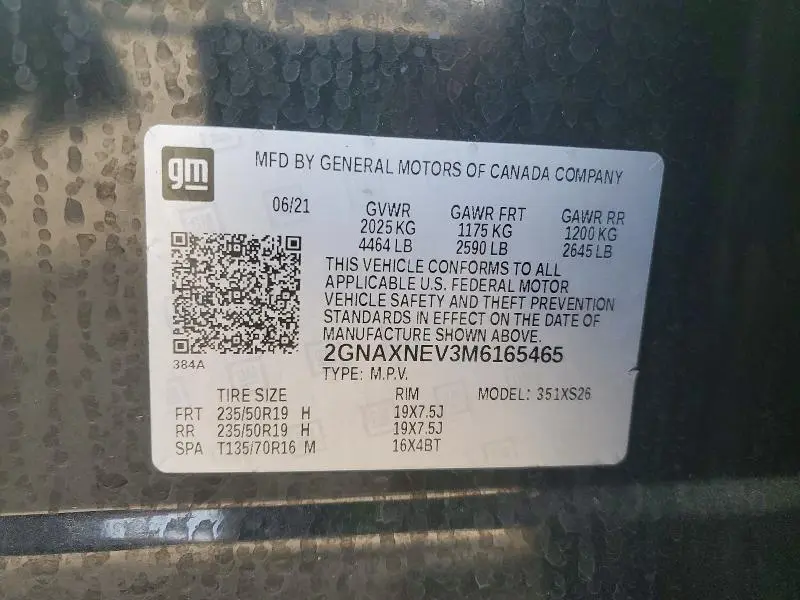 gm
MFD BY GENERAL MOTORS OF CANADA COMPANY
06/21 GVWR GAWR FRT GAWR RR
2025 KG 1175 KG 1200 KG
4464 LB 2590 LB 2645 LB
THIS VEHICLE CONFORMS TO ALL
APPLICABLE U.S. FEDERAL MOTOR
VEHICLE SAFETY AND THEFT PREVENTION
STANDARDS IN EFFECT ON THE DATE OF
MANUFACTURE SHOWN ABOVE.
2GNAXNEV3M6165465
384A
TYPE: M.P.V.
TIRE SIZE RIM MODEL: 351XS26
FRT 235/50R19 H 19X7.5J
RR 235/50R19 H 19X7.5J
SPA T135/70R16 M 16X4BT